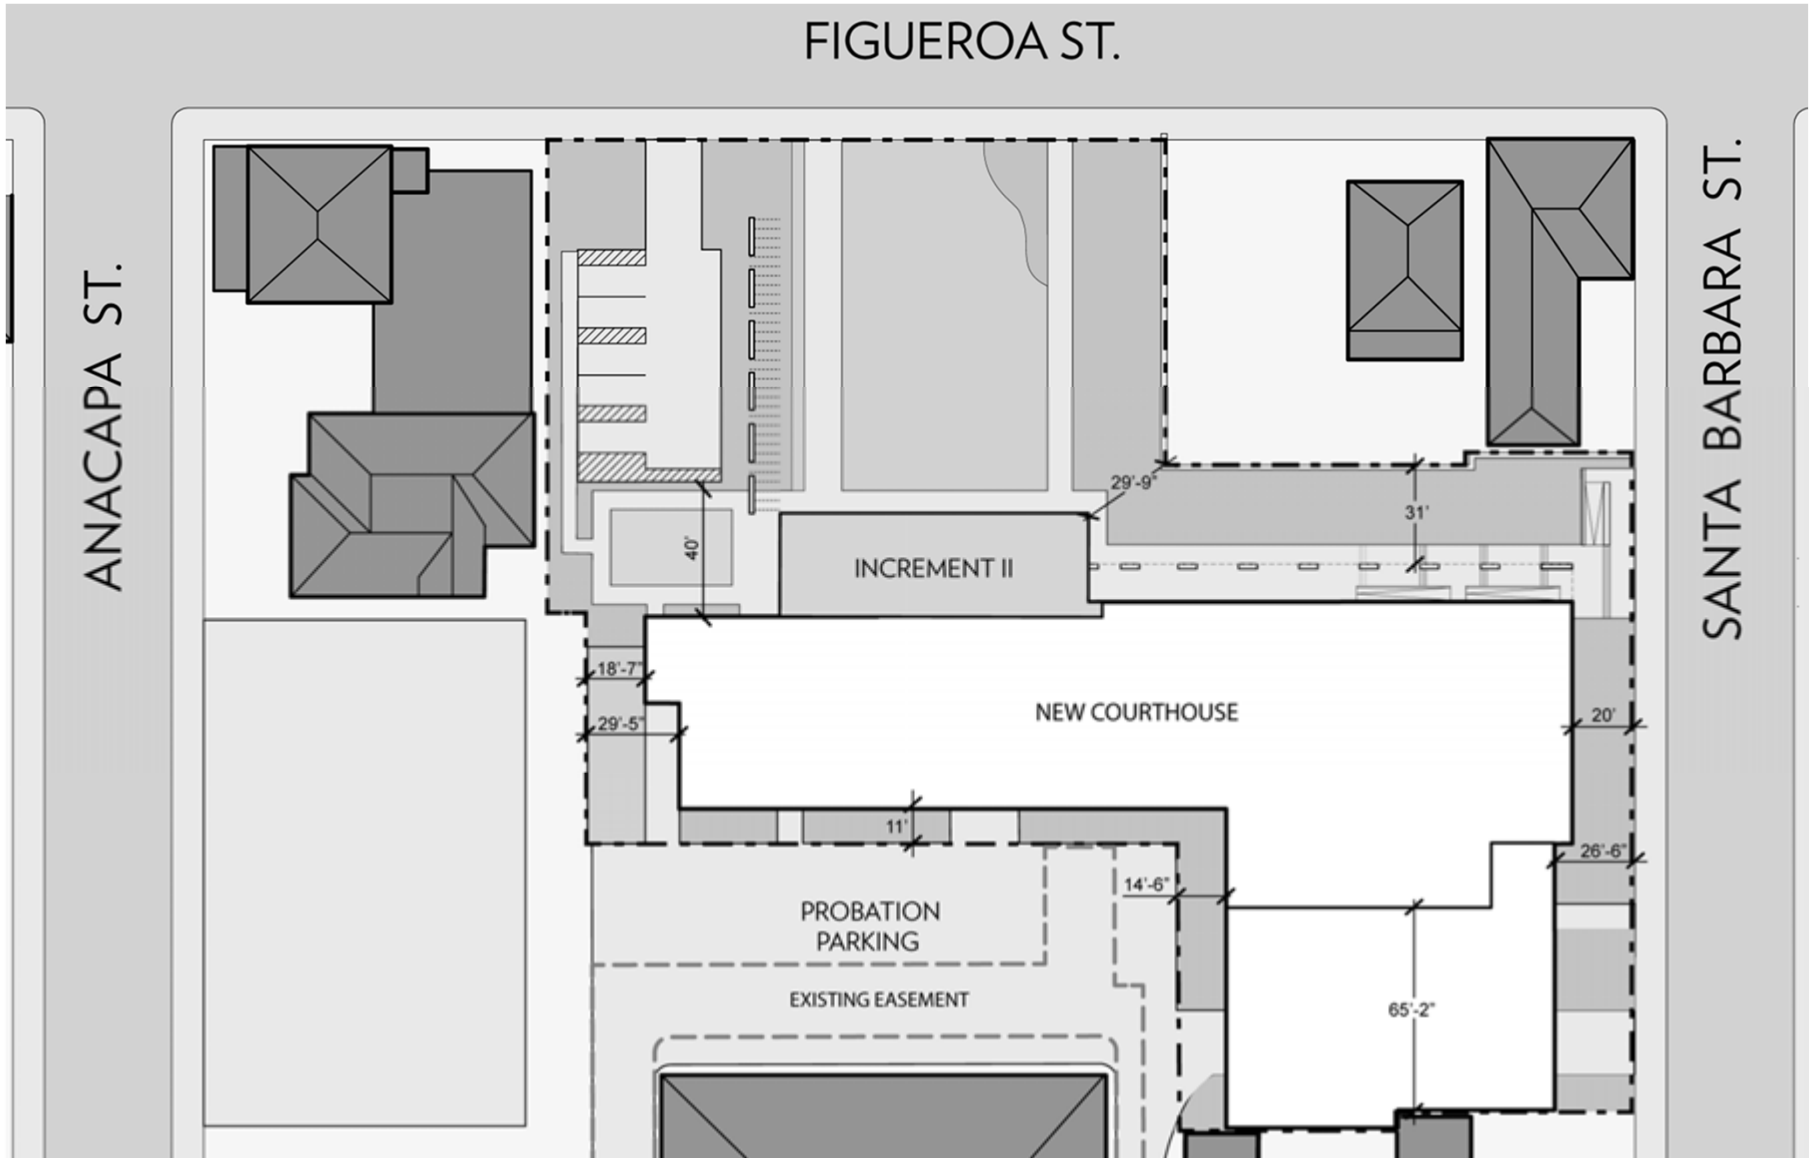 FIGUEROA ST.
ANACAPA ST.
SANTA BARBARA ST.
29'-9"
31'
40'
INCREMENT II
18'-7"
NEW COURTHOUSE
20'
29'-5"
11'
26'-6"
14'-6"
PROBATION
PARKING
EXISTING EASEMENT
65'-2"